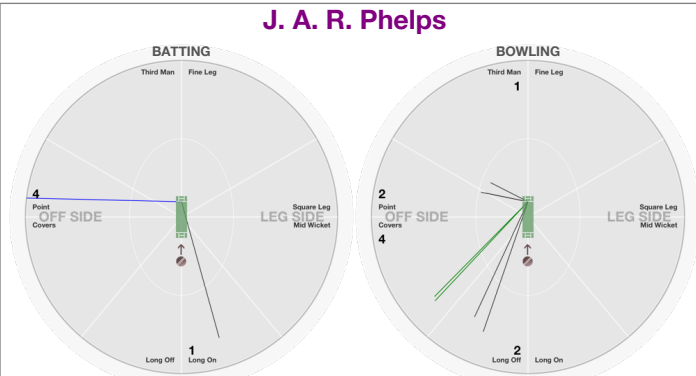 J. A. R. Phelps
BATTING
Third Man Fine Leg
4
Point
OFF SIDE
Covers
Square Leg
LEG SIDE
Mid Wicket
1
Long Off Long On
BOWLING
Third Man Fine Leg
1
2
Point
OFF SIDE
Covers
4
Square Leg
LEG SIDE
Mid Wicket
2
Long Off Long On